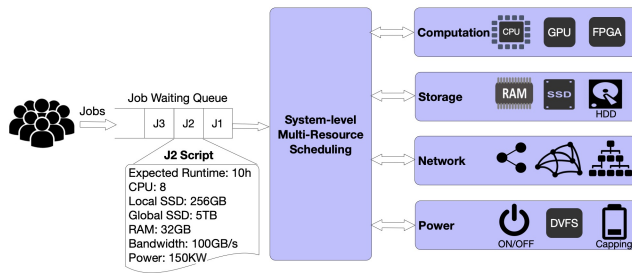 Jobs
Job Waiting Queue
J3 J2 J1
J2 Script
Expected Runtime: 10h
CPU: 8
Local SSD: 256GB
Global SSD: 5TB
RAM: 32GB
Bandwidth: 100GB/s
Power: 150KW
System-level
Multi-Resource
Scheduling
Computation
CPU
GPU
FPGA
Storage
RAM
SSD
HDD
Network
Power
ON/OFF
DVFS
Capping